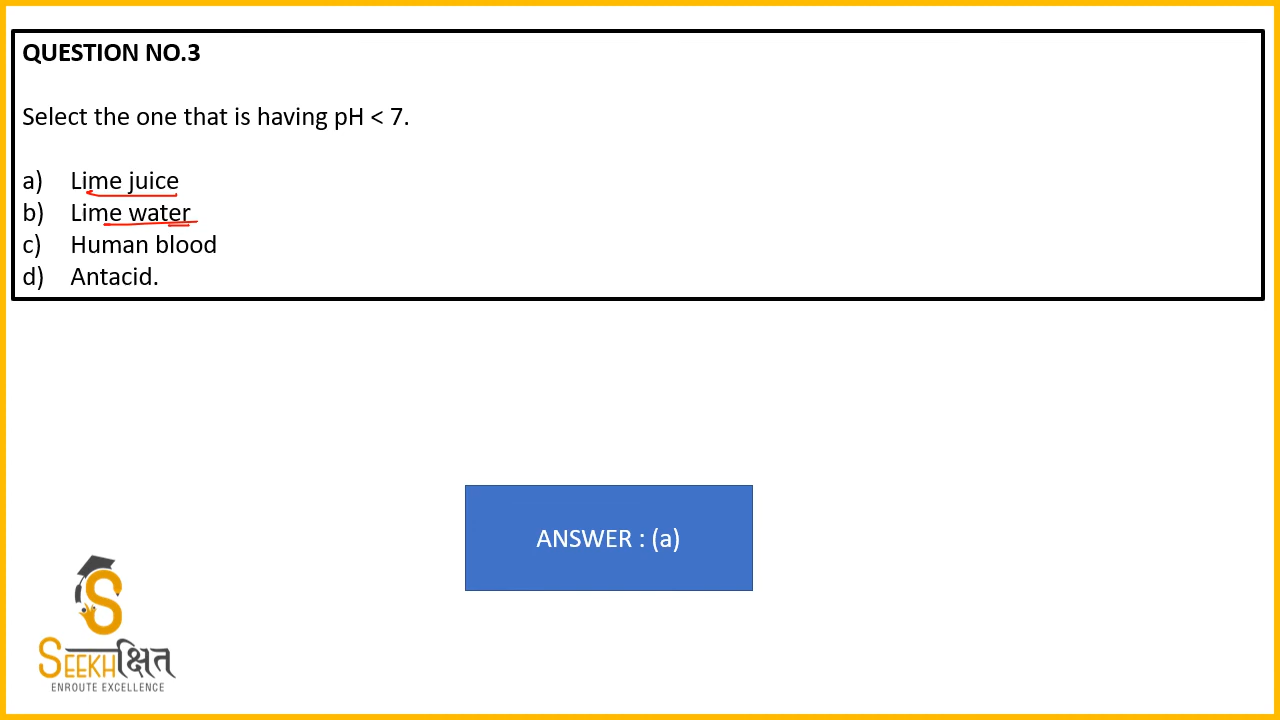 QUESTION NO.3
Select the one that is having pH < 7.
a) Lime juice
b) Lime water
c) Human blood
d) Antacid.
ANSWER : (a)
S
SEEKHक्षित
ENROUTE EXCELLENCE